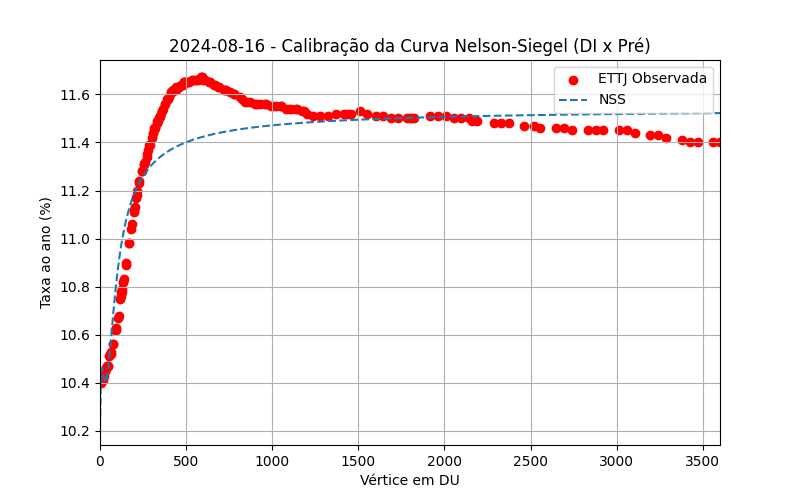 2024-08-16 - Calibração da Curva Nelson-Siegel (DI x Pré)
ETTJ Observada
NSS
Taxa ao ano (%)
11.6
11.4
11.2
11.0
10.8
10.6
10.4
10.2
0 500 1000 1500 2000 2500 3000 3500
Vértice em DU